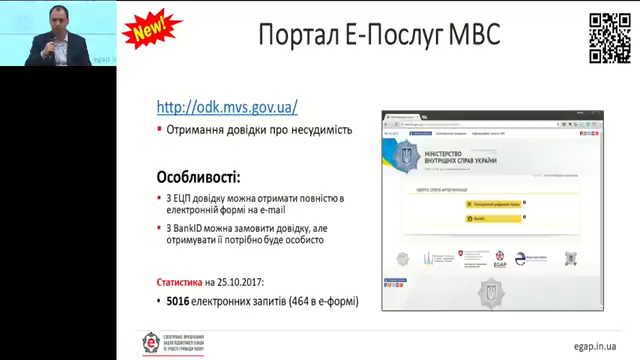 New!
Портал Е-Послуг МВС
http://odk.mvs.gov.ua/
Отримання довідки про несудимість
Особливості:
З ЕЦП довідку можна отримати повністю в
електронній формі на e-mail
З BankID можна замовити довідку, але
отримувати її потрібно буде особисто
Статистика на 25.10.2017:
5016 електронних запитів (464 в е-формі)
МІНІСТЕРСТВО
ВНУТРІШНІХ СПРАВ УКРАЇНИ
EGAP
egap.in.ua